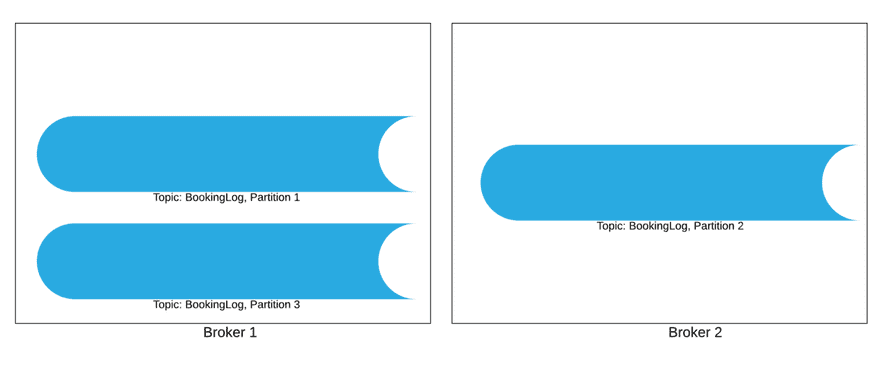 Topic: BookingLog, Partition 1
Topic: BookingLog, Partition 3
Broker 1
Topic: BookingLog, Partition 2
Broker 2